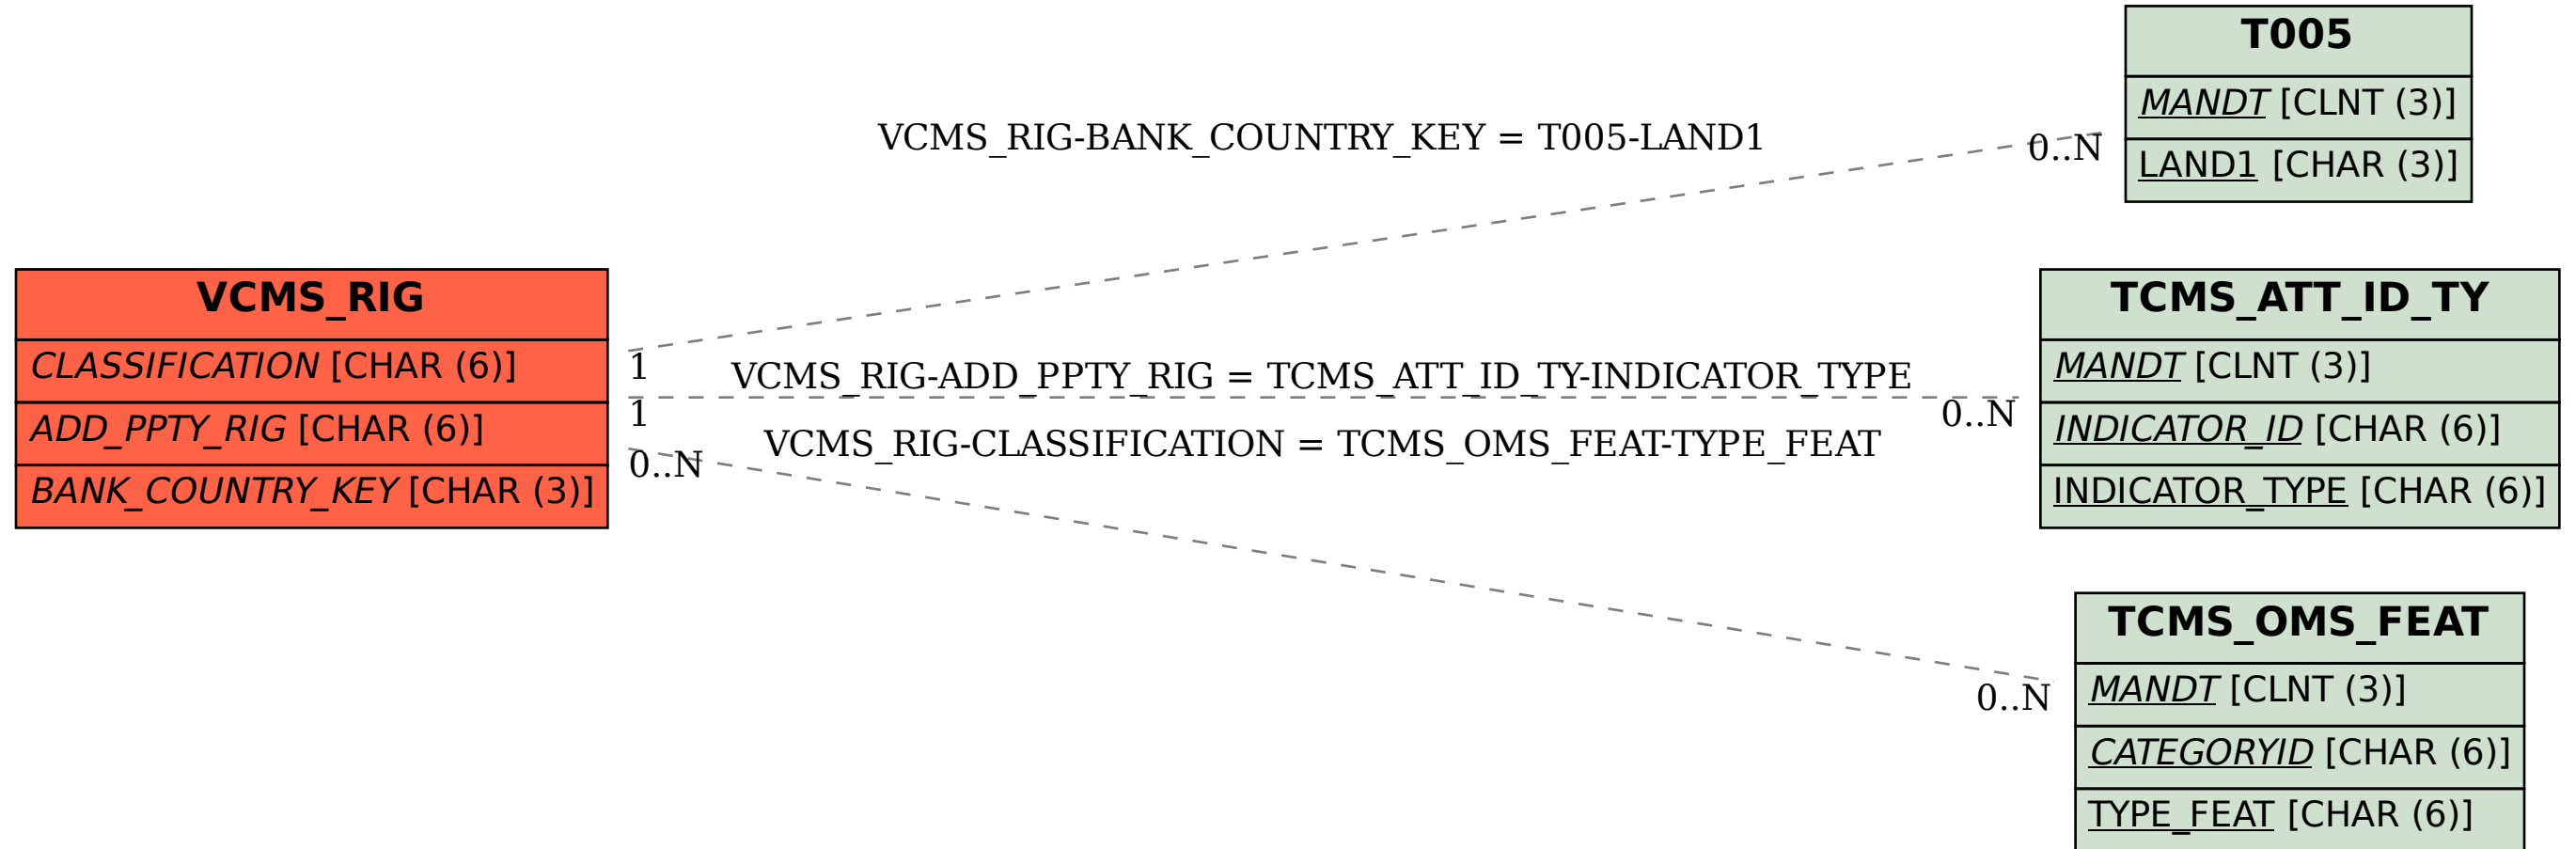 T005
MANDT [CLNT (3)]
LAND1 [CHAR (3)]
VCMS_RIG-BANK_COUNTRY_KEY = T005-LAND1
0..N
VCMS_RIG
CLASSIFICATION [CHAR (6)]
ADD_PPTY_RIG [CHAR (6)]
BANK_COUNTRY_KEY [CHAR (3)]
1
VCMS_RIG-ADD_PPTY_RIG = TCMS_ATT_ID_TY-INDICATOR_TYPE
1
0..N
VCMS_RIG-CLASSIFICATION = TCMS_OMS_FEAT-TYPE_FEAT
0..N
TCMS_ATT_ID_TY
MANDT [CLNT (3)]
INDICATOR_ID [CHAR (6)]
INDICATOR_TYPE [CHAR (6)]
0..N
TCMS_OMS_FEAT
MANDT [CLNT (3)]
CATEGORYID [CHAR (6)]
TYPE_FEAT [CHAR (6)]